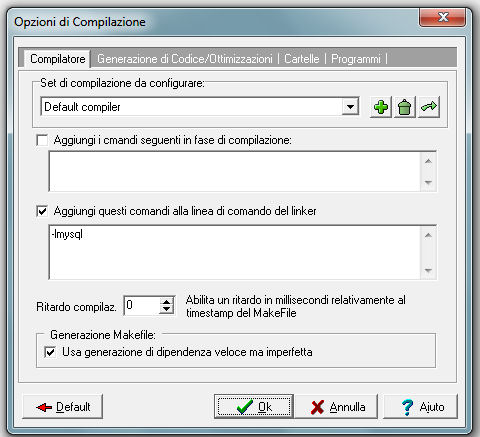 Opzioni di Compilazione
Compilatore Generazione di Codice/Ottimizzazioni Cartelle Programmi
Set di compilazione da configurare:
Default compiler
Aggiungi i cmandi seguenti in fase di compilazione:
Aggiungi questi comandi alla linea di comando del linker
-lmysql
Ritardo compilaz. 0 Abilita un ritardo in millisecondi relativamente al
timestamp del MakeFile
Generazione Makefile:
Usa generazione di dipendenza veloce ma imperfetta
Default Ok Annulla Aiuto